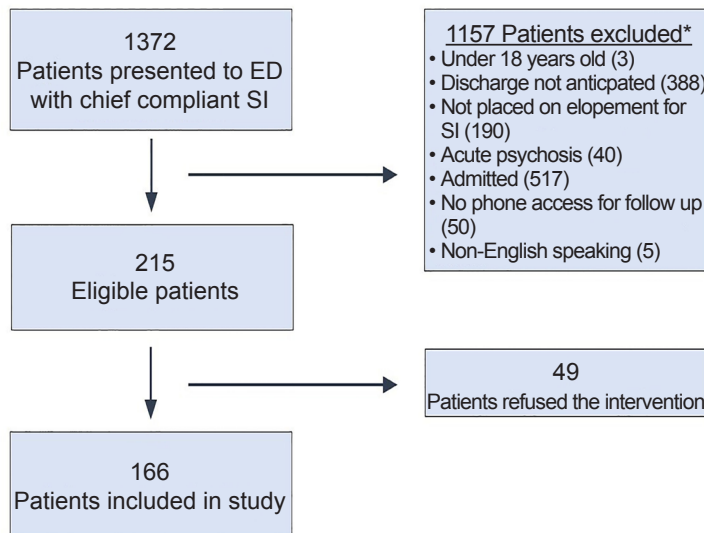 1372
Patients presented to ED
with chief compliant SI
1157 Patients excluded*
• Under 18 years old (3)
• Discharge not anticpated (388)
• Not placed on elopement for
SI (190)
• Acute psychosis (40)
• Admitted (517)
• No phone access for follow up
(50)
• Non-English speaking (5)
215
Eligible patients
49
Patients refused the intervention
166
Patients included in study